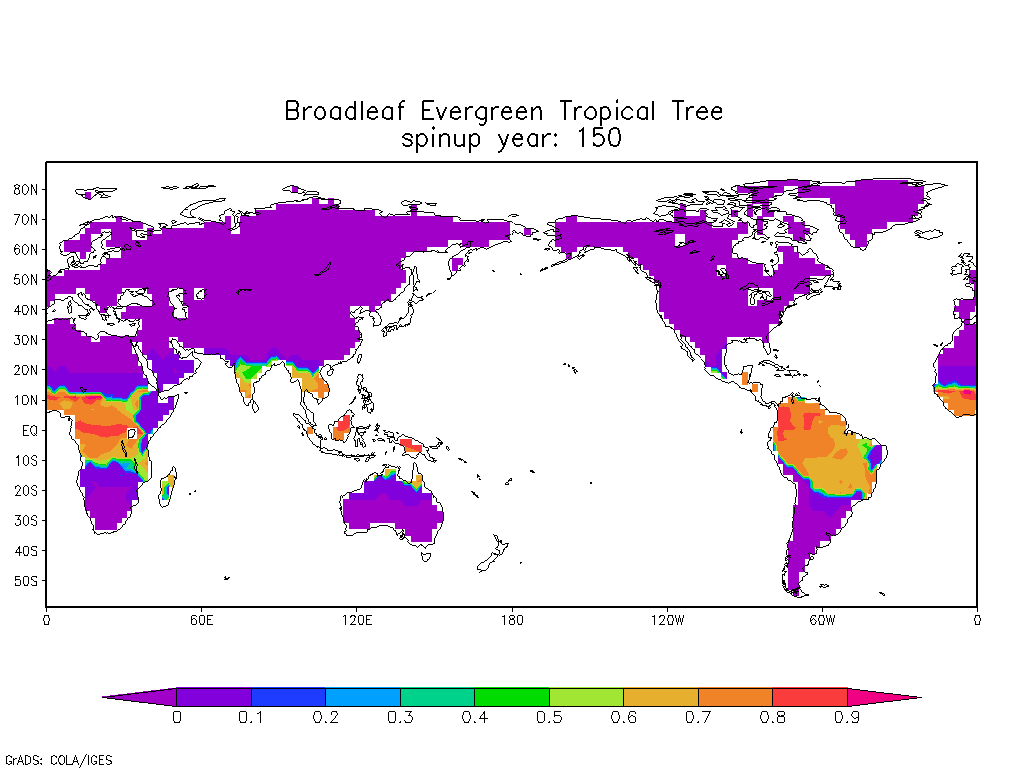 Broadleaf Evergreen Tropical Tree
spinup year: 150
80N
70N
60N
50N
40N
30N
20N
10N
EQ
10S
20S
30S
40S
50S
0 60E 120E 180 120W 60W 0
0 0.1 0.2 0.3 0.4 0.5 0.6 0.7 0.8 0.9
GrADS: COLA/IGES